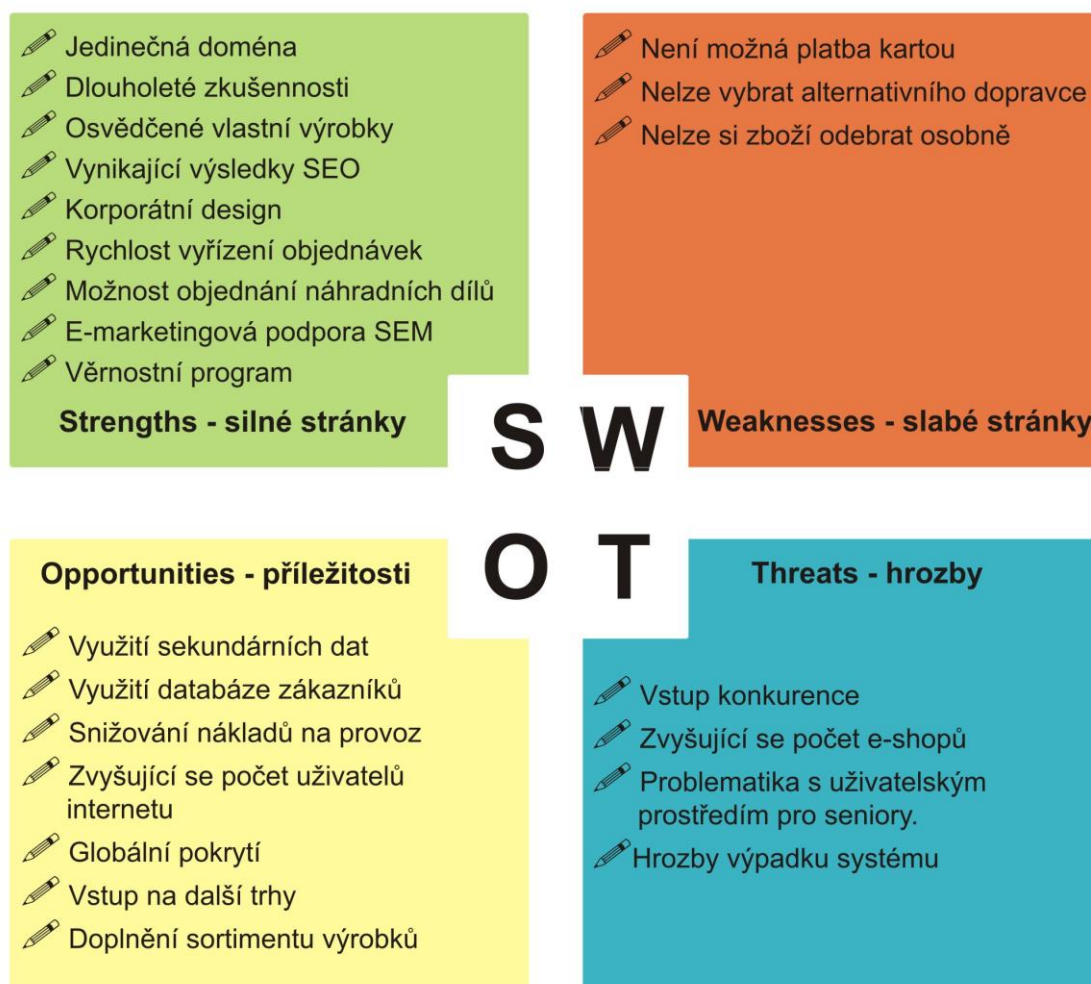 Jedinečná doména
Dlouholeté zkušennosti
Osvědčené vlastní výrobky
Vynikající výsledky SEO
Korporátní design
Rychlost vyřízení objednávek
Možnost objednání náhradních dílů
E-marketingová podpora SEM
Věrnostní program
Strengths - silné stránky
Není možná platba kartou
Nelze vybrat alternativního dopravce
Nelze si zboží odebrat osobně
Weaknesses - slabé stránky
S W
O T
Opportunities - příležitosti
Využití sekundárních dat
Využití databáze zákazníků
Snižování nákladů na provoz
Zvyšující se počet uživatelů
internetu
Globální pokrytí
Vstup na další trhy
Doplnění sortimentu výrobků
Threats - hrozby
Vstup konkurence
Zvyšující se počet e-shopů
Problematika s uživatelským
prostředím pro seniory.
Hrozby výpadku systému